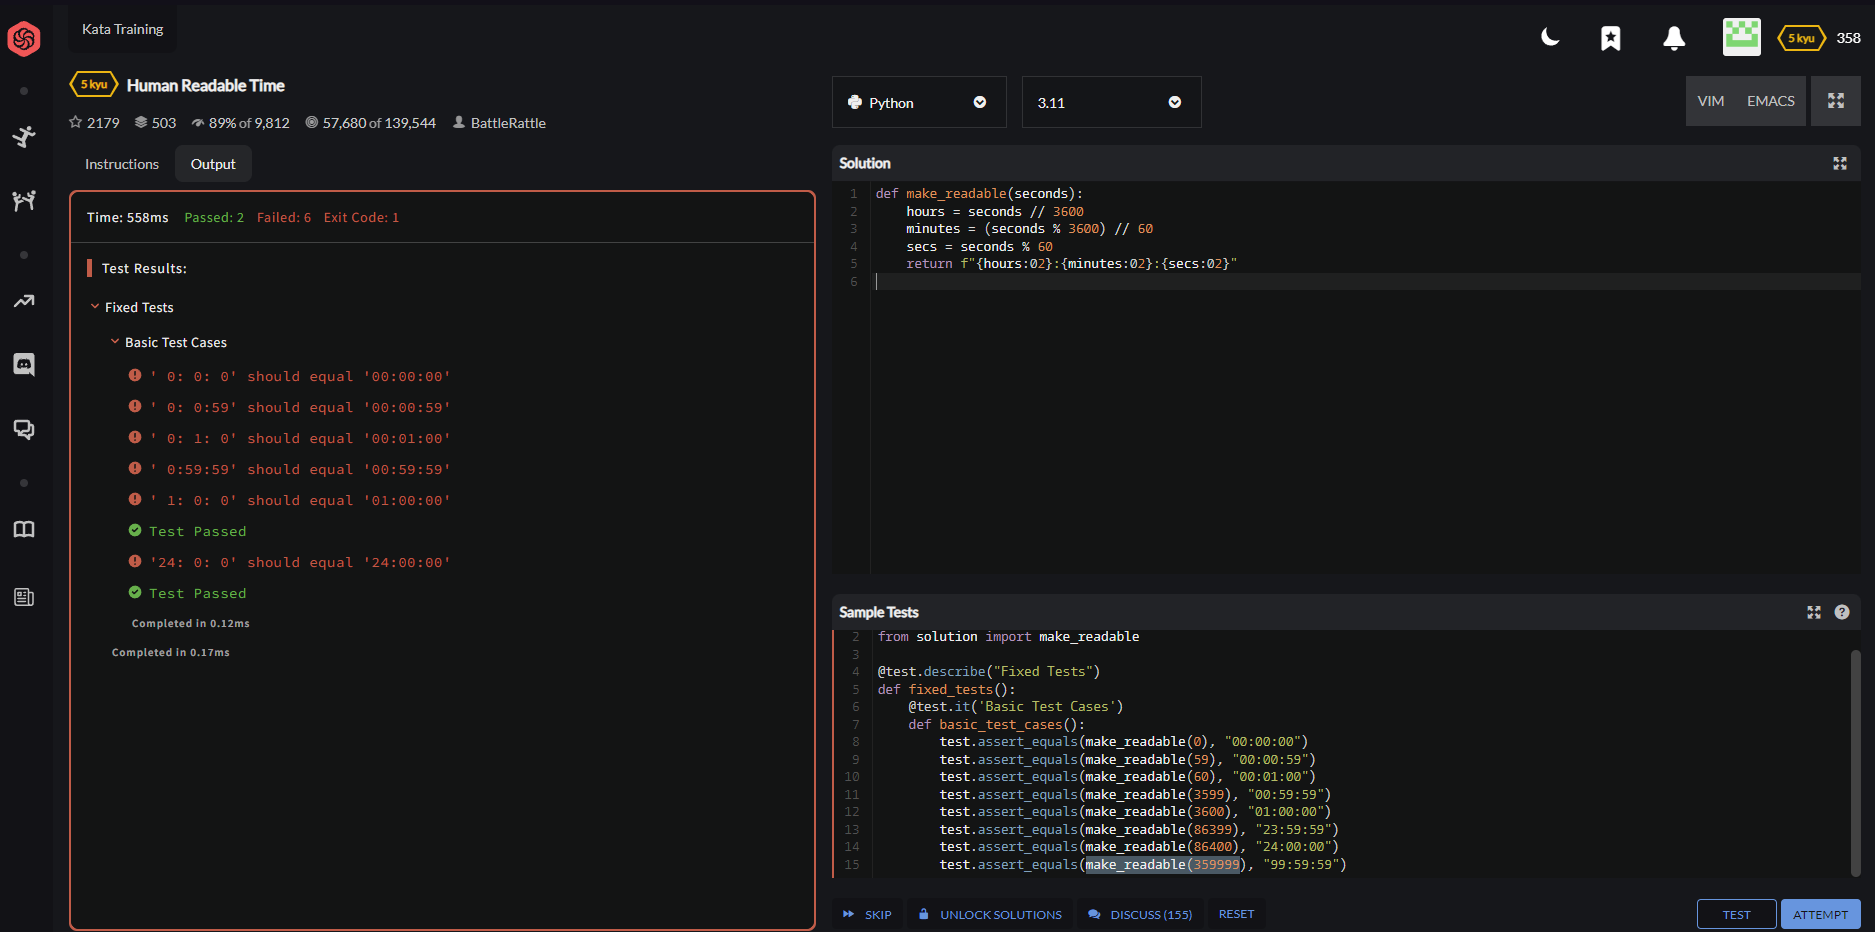 Kata Training
5 kyu 358
5 kyu Human Readable Time
2179 503 89% of 9,812 57,680 of 139,544 BattleRattle
Instructions Output
Time: 558ms Passed: 2 Failed: 6 Exit Code: 1
Test Results:
Fixed Tests
Basic Test Cases
' 0: 0: 0' should equal '00:00:00'
' 0: 0:59' should equal '00:00:59'
' 0: 1: 0' should equal '00:01:00'
' 0:59:59' should equal '00:59:59'
' 1: 0: 0' should equal '01:00:00'
Test Passed
'24: 0: 0' should equal '24:00:00'
Test Passed
Completed in 0.12ms
Completed in 0.17ms
Python 3.11 VIM EMACS
Solution
1 def make_readable(seconds):
2 hours = seconds // 3600
3 minutes = (seconds % 3600) // 60
4 secs = seconds % 60
5 return f"{hours:02}:{minutes:02}:{secs:02}"
6
Sample Tests
2 from solution import make_readable
3
4 @test.describe("Fixed Tests")
5 def fixed_tests():
6 @test.it('Basic Test Cases')
7 def basic_test_cases():
8 test.assert_equals(make_readable(0), "00:00:00")
9 test.assert_equals(make_readable(59), "00:00:59")
10 test.assert_equals(make_readable(60), "00:01:00")
11 test.assert_equals(make_readable(3599), "00:59:59")
12 test.assert_equals(make_readable(3600), "01:00:00")
13 test.assert_equals(make_readable(86399), "23:59:59")
14 test.assert_equals(make_readable(86400), "24:00:00")
15 test.assert_equals(make_readable(359999), "99:59:59")
SKIP UNLOCK SOLUTIONS DISCUSS (155) RESET TEST ATTEMPT